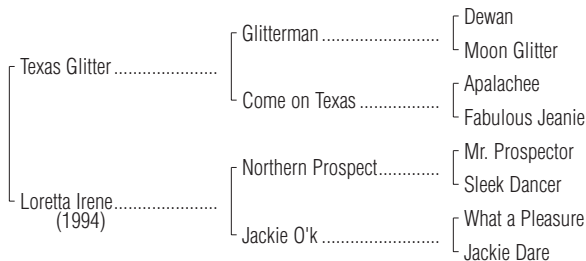 Dewan
Glitterman
Moon Glitter
Texas Glitter
Apalachee
Come on Texas
Fabulous Jeanie
Mr. Prospector
Northern Prospect
Sleek Dancer
Loretta Irene
(1994)
What a Pleasure
Jackie O'k
Jackie Dare